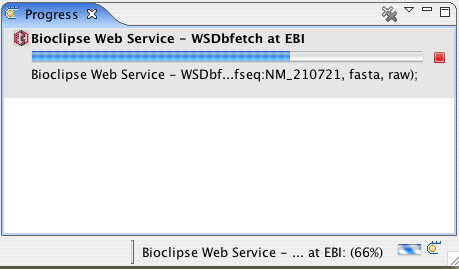 Progress
Bioclipse Web Service - WSDbfetch at EBI
Bioclipse Web Service - WSDbf...fseq:NM_210721, fasta, raw);
Bioclipse Web Service - ... at EBI: (66%)